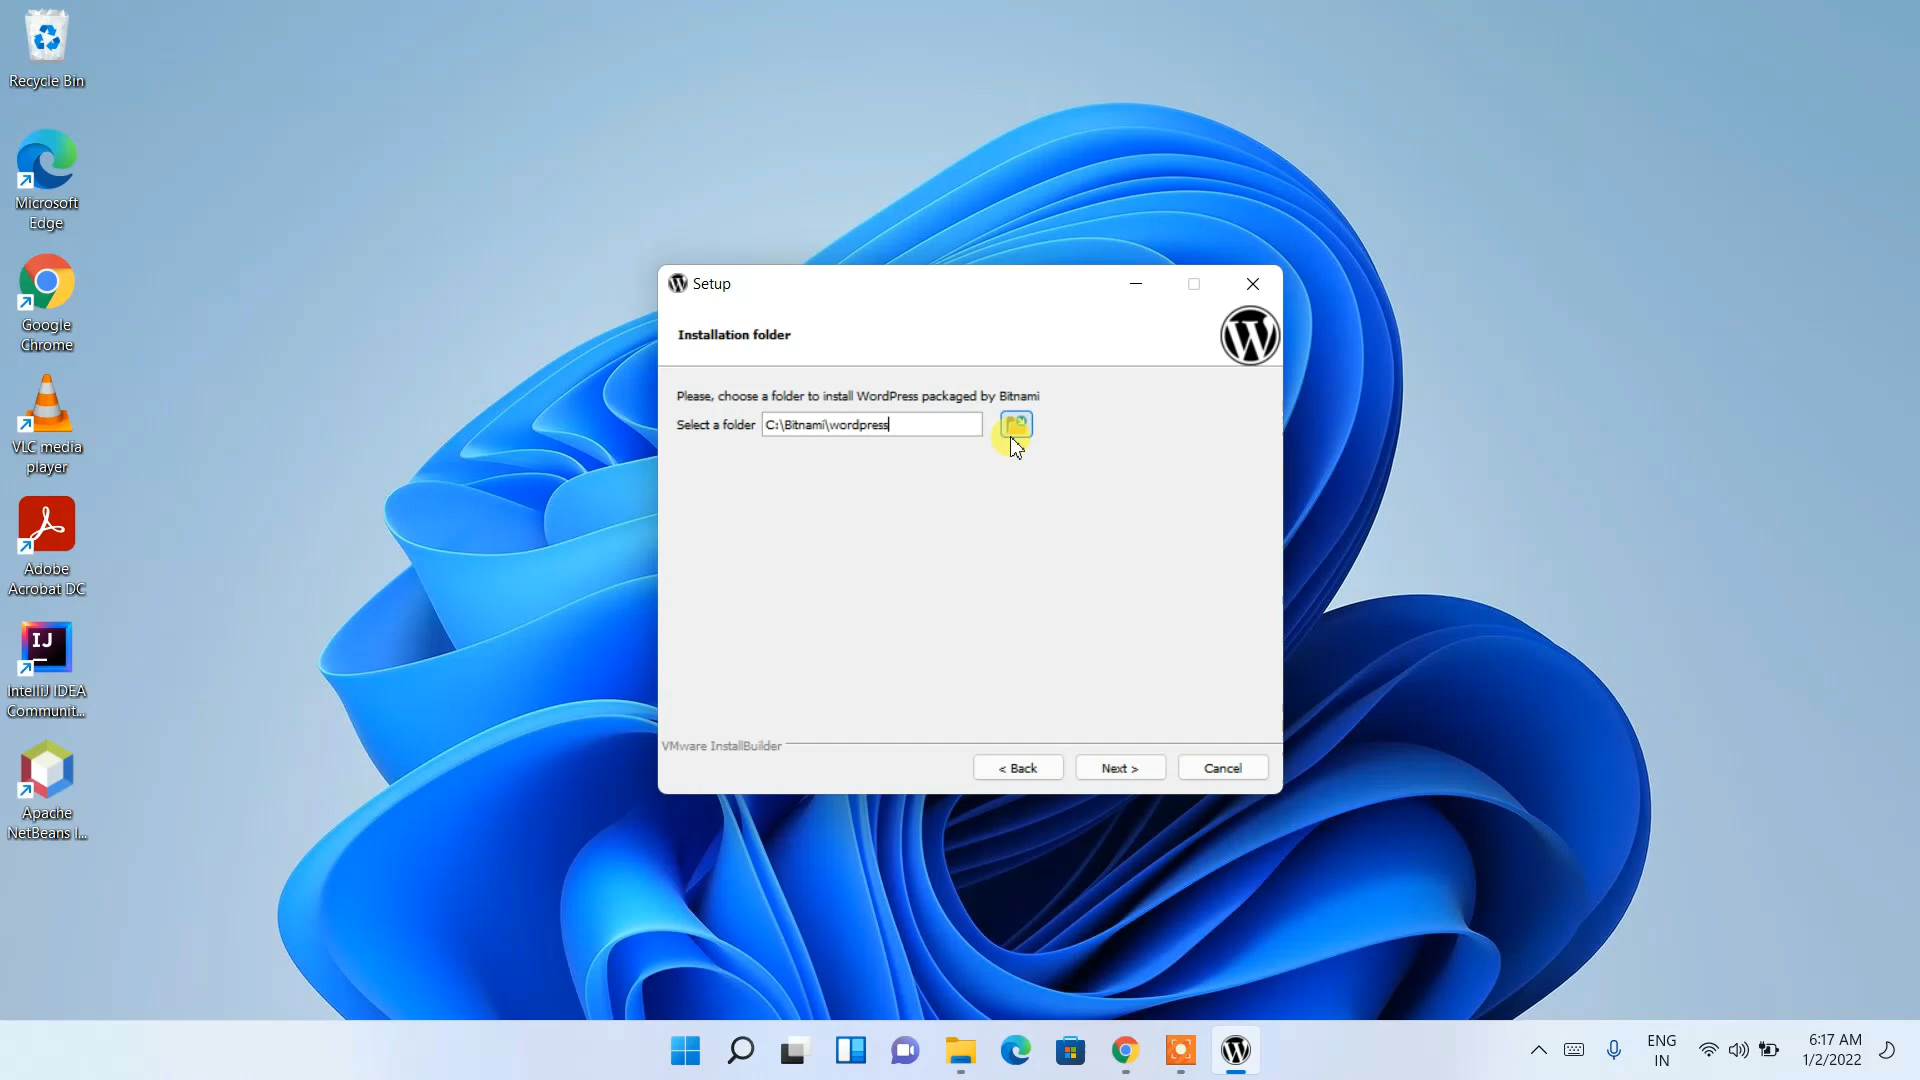 Recycle Bin
Microsoft
Edge
Google
Chrome
VLC media
player
Adobe
Acrobat DC
IJ
IntelliJ IDEA
Communit...
Apache
NetBeans I...
Setup
Installation folder
Please, choose a folder to install WordPress packaged by Bitnami
Select a folder C:\Bitnami\wordpress
VMware InstallBuilder
< Back Next > Cancel
ENG
IN
6:17 AM
1/2/2022